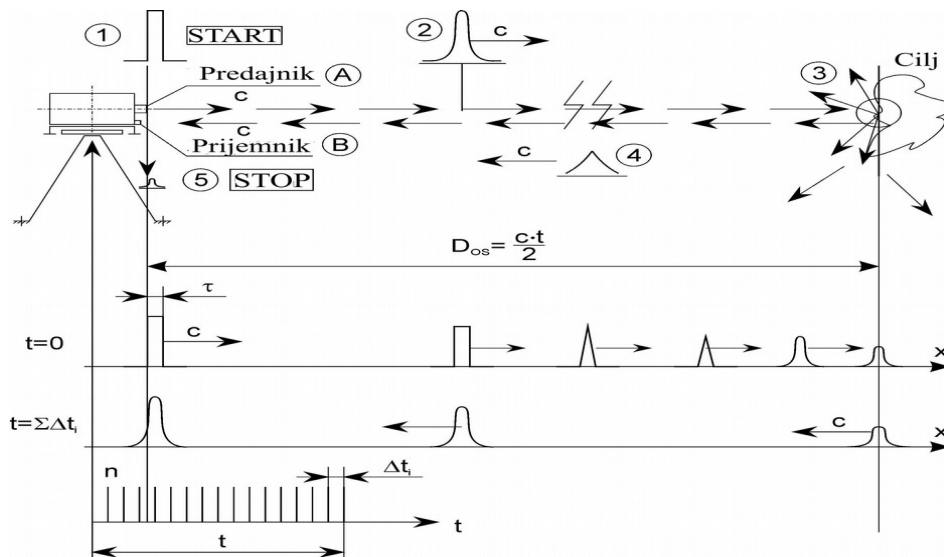 1 START
2 c
3 Cilj
Predajnik A
c
c
Prijemnik B
c 4
5 STOP
Dos= c·t/2
τ
t=0 c x
t=ΣΔti c x
n Δti
t
t